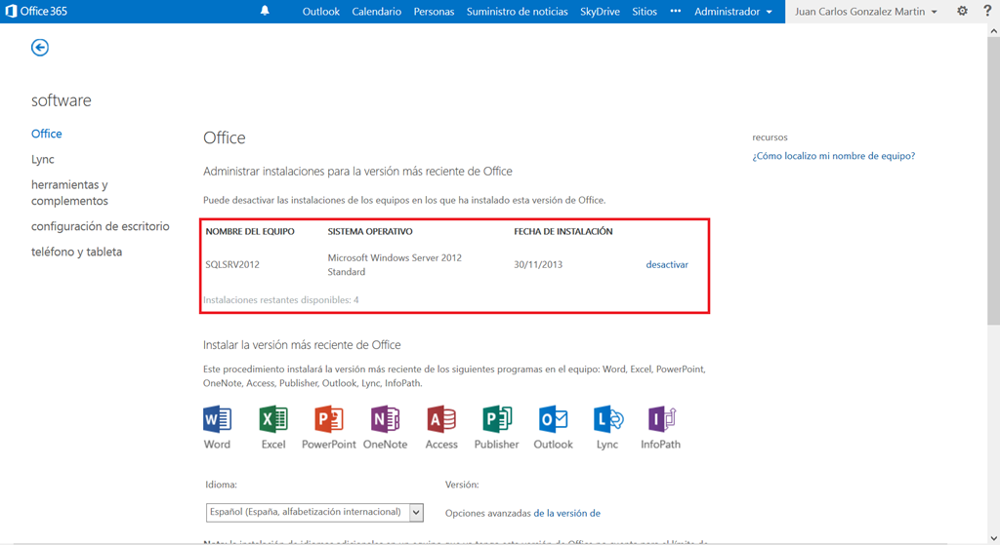 Office 365
Outlook Calendario Personas Suministro de noticias SkyDrive Sitios ••• Administrador Juan Carlos Gonzalez Martin ?
software
Office
Lync
herramientas y
complementos
configuración de escritorio
teléfono y tableta
Office
Administrar instalaciones para la versión más reciente de Office
Puede desactivar las instalaciones de los equipos en los que ha instalado esta versión de Office.
NOMBRE DEL EQUIPO SISTEMA OPERATIVO FECHA DE INSTALACIÓN
SQLSRV2012 Microsoft Windows Server 2012
Standard 30/11/2013 desactivar
Instalaciones restantes disponibles: 4
Instalar la versión más reciente de Office
Este procedimiento instalará la versión más reciente de los siguientes programas en el equipo: Word, Excel, PowerPoint,
OneNote, Access, Publisher, Outlook, Lync, InfoPath.
Word Excel PowerPoint OneNote Access Publisher Outlook Lync InfoPath
Idioma: Versión:
Español (España, alfabetización internacional) Opciones avanzadas de la versión de
recursos
¿Cómo localizo mi nombre de equipo?